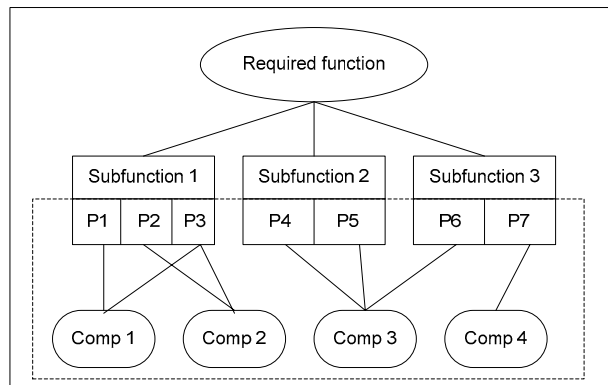 Required function
Subfunction 1 Subfunction 2 Subfunction 3
P1 P2 P3 P4 P5 P6 P7
Comp 1 Comp 2 Comp 3 Comp 4